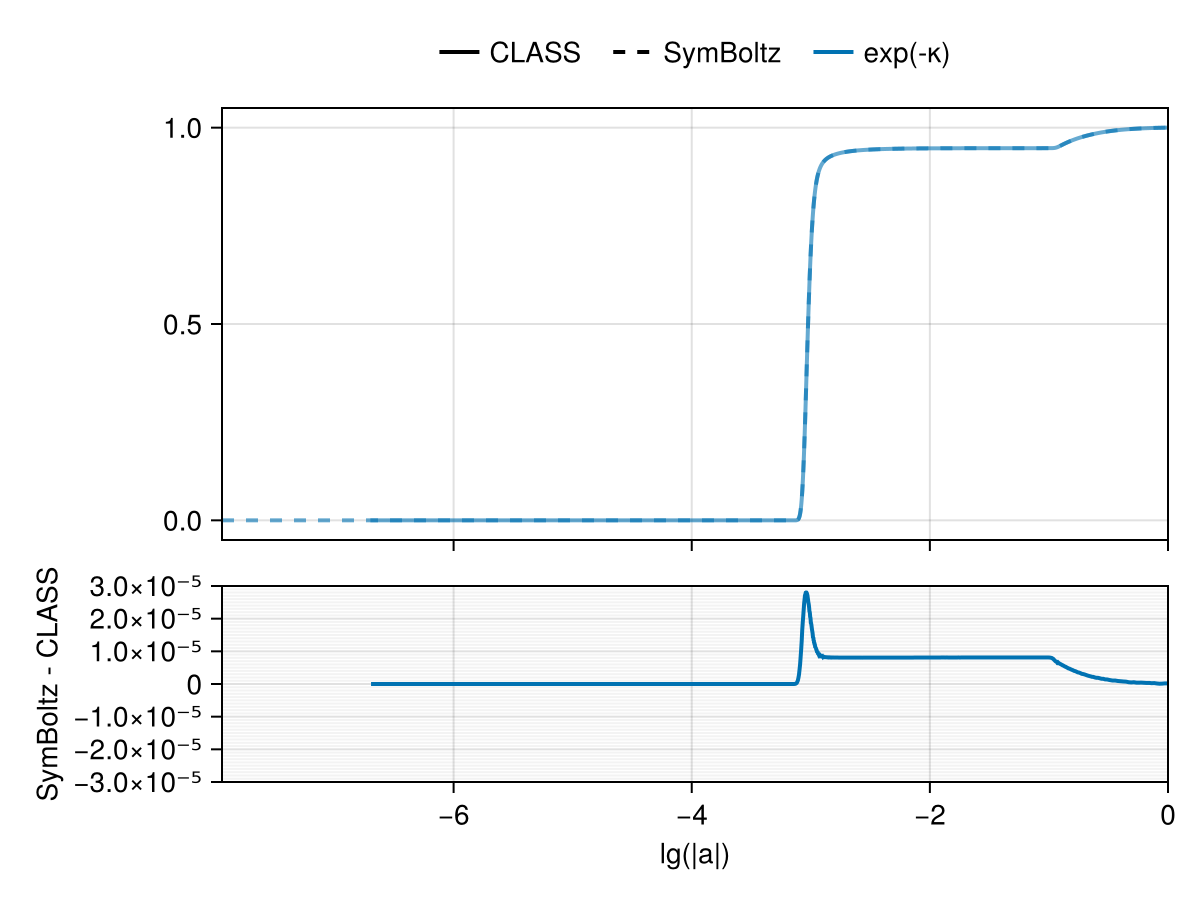 CLASS SymBoltz exp(-κ)
1.0
0.5
0.0
SymBoltz - CLASS
3.0×10⁻⁵
2.0×10⁻⁵
1.0×10⁻⁵
0
−1.0×10⁻⁵
−2.0×10⁻⁵
−3.0×10⁻⁵
−6 −4 −2 0
lg(|a|)